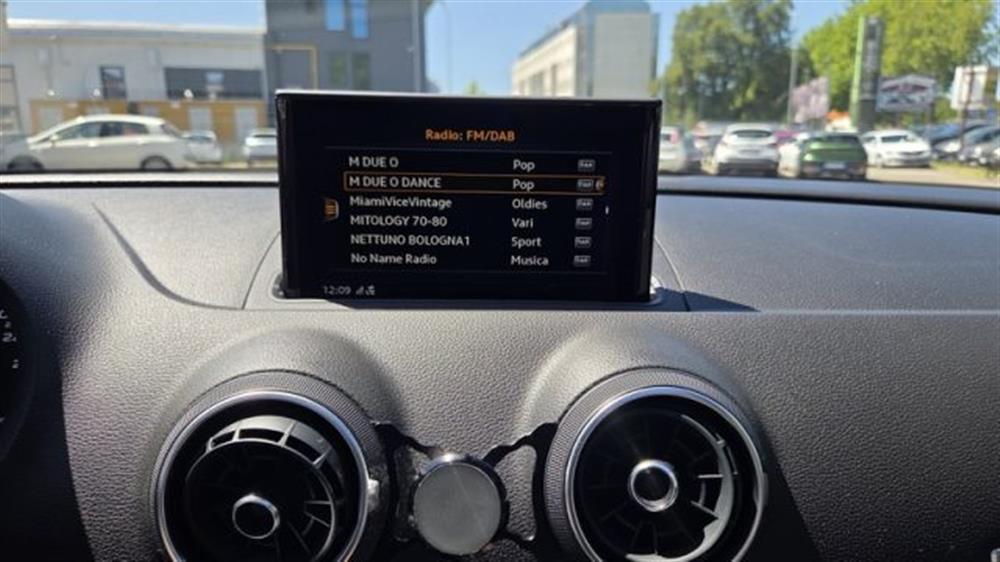 Radio: FM/DAB
M DUE O Pop
M DUE O DANCE Pop
MiamiViceVintage Oldies
MITOLOGY 70-80 Vari
NETTUNO BOLOGNA1 Sport
No Name Radio Musica
12:09